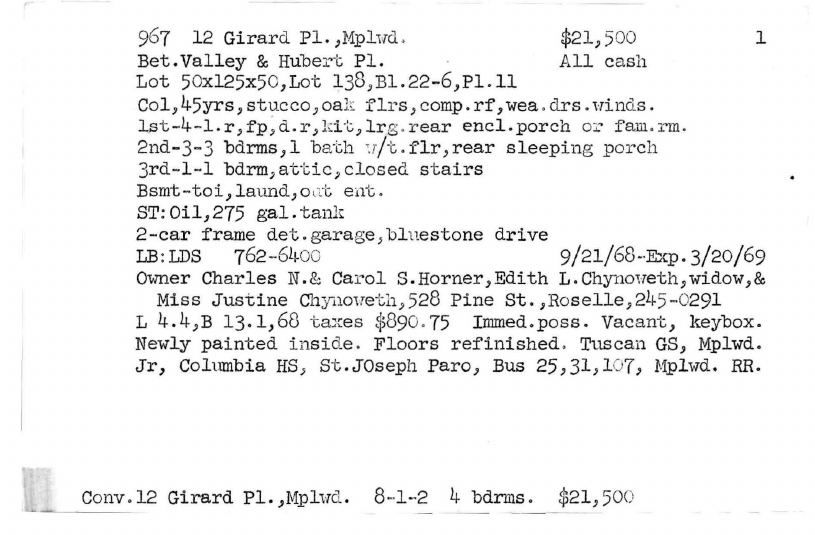 967 12 Girard Pl.,Mplwd. $21,500 1
Bet.Valley & Hubert Pl. All cash
Lot 50x125x50,Lot 138,Bl.22-6,Pl.11
Col,45yrs,stucco,oak flrs,comp.rf,wea.drs.winds.
1st-4-l.r,fp,d.r,kit,lrg.rear encl.porch or fam.rm.
2nd-3-3 bdrms,1 bath w/t.flr,rear sleeping porch
3rd-1-1 bdrm,attic,closed stairs
Bsmt-toi,laund,out ent.
ST:Oil,275 gal.tank
2-car frame det.garage,bluestone drive
LB:LDS 762-6400 9/21/68-Exp.3/20/69
Owner Charles N.& Carol S.Horner,Edith L.Chynoweth,widow,&
Miss Justine Chynoweth,528 Pine St.,Roselle,245-0291
L 4.4,B 13.1,68 taxes $890.75 Immed.poss. Vacant, keybox.
Newly painted inside. Floors refinished. Tuscan GS, Mplwd.
Jr, Columbia HS, St.JOseph Paro, Bus 25,31,107, Mplwd. RR.
Conv.12 Girard Pl.,Mplwd. 8-1-2 4 bdrms. $21,500